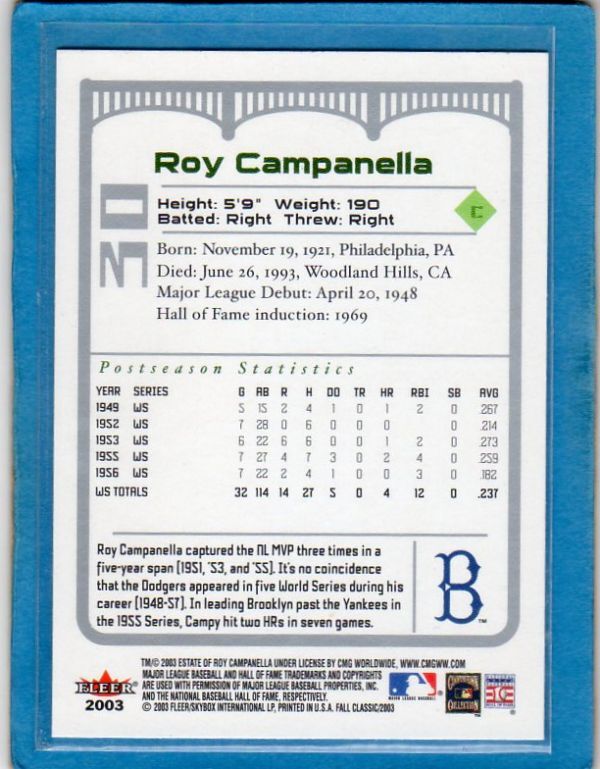 Roy Campanella
Height: 5'9" Weight: 190
Batted: Right Threw: Right
Born: November 19, 1921, Philadelphia, PA
Died: June 26, 1993, Woodland Hills, CA
Major League Debut: April 20, 1948
Hall of Fame induction: 1969
Postseason Statistics
YEAR SERIES G AB R H DO TR HR RBI SB AVG
1949 WS 5 15 2 4 1 0 1 2 0 .267
1952 WS 7 28 0 6 0 0 0 0 .214
1953 WS 6 22 6 6 0 0 1 2 0 .273
1955 WS 7 27 4 7 3 0 2 4 0 .259
1956 WS 7 22 2 4 1 0 0 3 0 .182
WS TOTALS 32 114 14 27 5 0 4 12 0 .237
Roy Campanella captured the NL MVP three times in a
five-year span (1951, '53, and '55). It's no coincidence
that the Dodgers appeared in five World Series during his
career (1948-57). In leading Brooklyn past the Yankees in
the 1955 Series, Campy hit two HRs in seven games.
B
TM
FLEER
2003
TM/© 2003 ESTATE OF ROY CAMPANELLA UNDER LICENSE BY CMG WORLDWIDE, WWW.CMGWW.COM
MAJOR LEAGUE BASEBALL AND HALL OF FAME TRADEMARKS AND COPYRIGHTS
ARE USED WITH PERMISSION OF MAJOR LEAGUE BASEBALL PROPERTIES, INC.
AND THE NATIONAL BASEBALL HALL OF FAME, RESPECTIVELY.
© 2003 FLEER/SKYBOX INTERNATIONAL LP, PRINTED IN U.S.A. FALL CLASSIC/2003
MAJOR LEAGUE BASEBALL
COOPERSTOWN
COLLECTION
HALL OF FAME